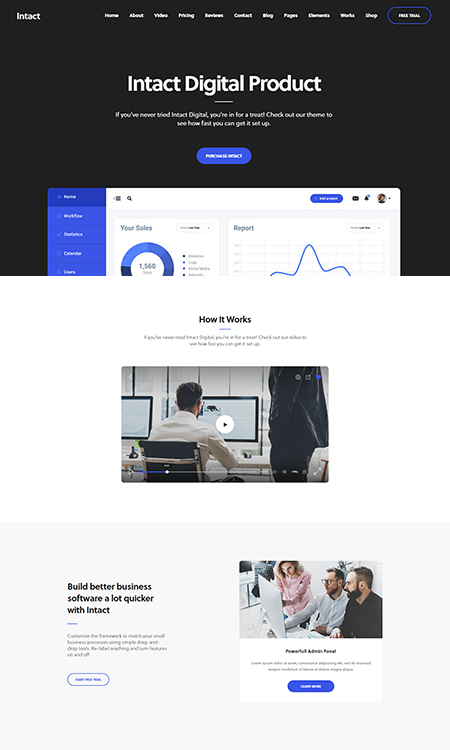 Intact
Home About Video Pricing Reviews Contact Blog Pages Elements Works Shop FREE TRIAL
Intact Digital Product
If you've never tried Intact Digital, you're in for a treat! Check out our theme to
see how fast you can get it set up.
PURCHASE INTACT
Home
+ Add project
Workflow
Statistics
Calendar
Users
Your Sales
1,560
Websites
Logo
Social Media
Report
How It Works
If you've never tried Intact Digital, you're in for a treat! Check out our video to
see how fast you can get it set up.
Build better business
software a lot quicker
with Intact
Customize the framework to match your small
business processes using simple drag-and-
drop tools. Re-label anything and turn features
on and off.
START FREE TRIAL
Powerfull Admin Panel
Lorem ipsum dolor sit amet, consectetur adipiscing elit, sed do eiusmod
tempor incididunt ut labore et dolore magna aliqua.
LEARN MORE